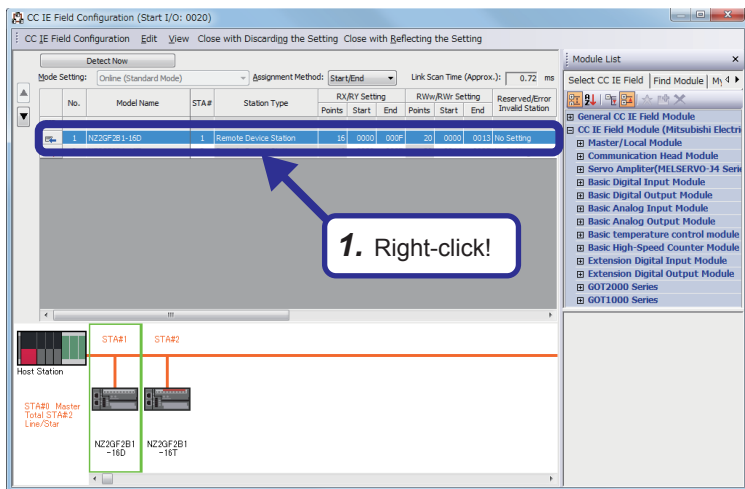 CC IE Field Configuration (Start I/O: 0020)
CC IE Field Configuration Edit View Close with Discarding the Setting Close with Reflecting the Setting
Detect Now
Mode Setting: Online (Standard Mode) Assignment Method: Start/End Link Scan Time (Approx.): 0.72 ms
No. Model Name STA# Station Type RX/RY Setting RWw/RWr Setting Reserved/Error Invalid Station
Points Start End Points Start End
1 NZ2GF2B1-16D 1 Remote Device Station 16 0000 000F 20 0000 0013 No Setting
1. Right-click!
Host Station
STA#0 Master
Total STA#:2
Line/Star
STA#1 STA#2
NZ2GF2B1
-16D
NZ2GF2B1
-16T
Module List x
Select CC IE Field Find Module My
General CC IE Field Module
CC IE Field Module (Mitsubishi Electri
Master/Local Module
Communication Head Module
Servo Ampliter(MELSERVO-J4 Serie
Basic Digital Input Module
Basic Digital Output Module
Basic Analog Input Module
Basic Analog Output Module
Basic temperature control module
Basic High-Speed Counter Module
Extension Digital Input Module
Extension Digital Output Module
GOT2000 Series
GOT1000 Series